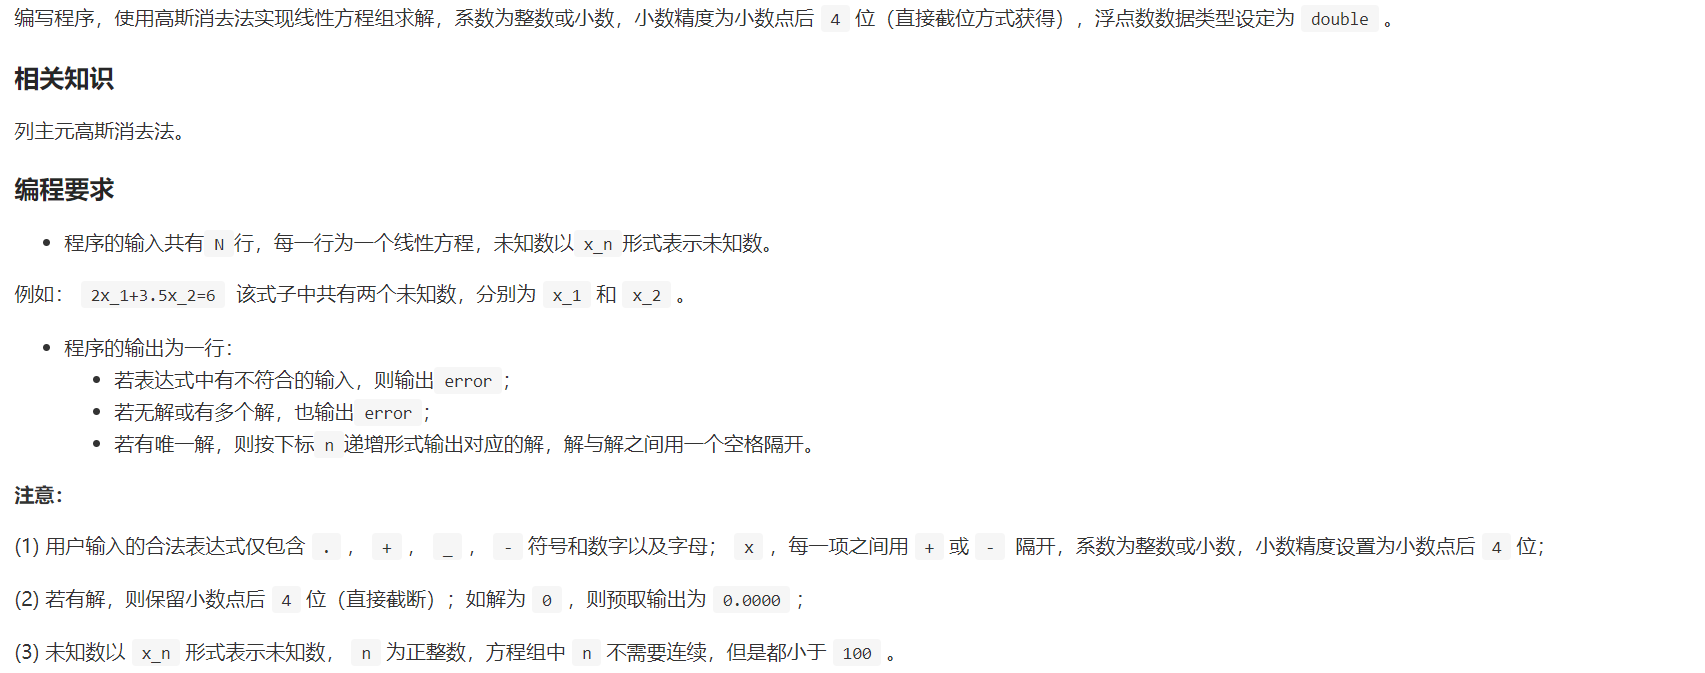 编写程序，使用高斯消去法实现线性方程组求解，系数为整数或小数，小数精度为小数点后 4 位（直接截位方式获得），浮点数数据类型设定为 double 。
相关知识
列主元高斯消去法。
编程要求
• 程序的输入共有 N 行，每一行为一个线性方程，未知数以 x_n 形式表示未知数。
例如： 2x_1+3.5x_2=6 该式子中共有两个未知数，分别为 x_1 和 x_2 。
• 程序的输出为一行：
• 若表达式中有不符合的输入，则输出 error ；
• 若无解或有多个解，也输出 error ；
• 若有唯一解，则按下标 n 递增形式输出对应的解，解与解之间用一个空格隔开。
注意：
(1) 用户输入的合法表达式仅包含 . ， + ， _ ， - 符号和数字以及字母； x ，每一项之间用 + 或 - 隔开，系数为整数或小数，小数精度设置为小数点后 4 位；
(2) 若有解，则保留小数点后 4 位（直接截断）；如解为 0 ，则预取输出为 0.0000 ；
(3) 未知数以 x_n 形式表示未知数， n 为正整数，方程组中 n 不需要连续，但是都小于 100 。